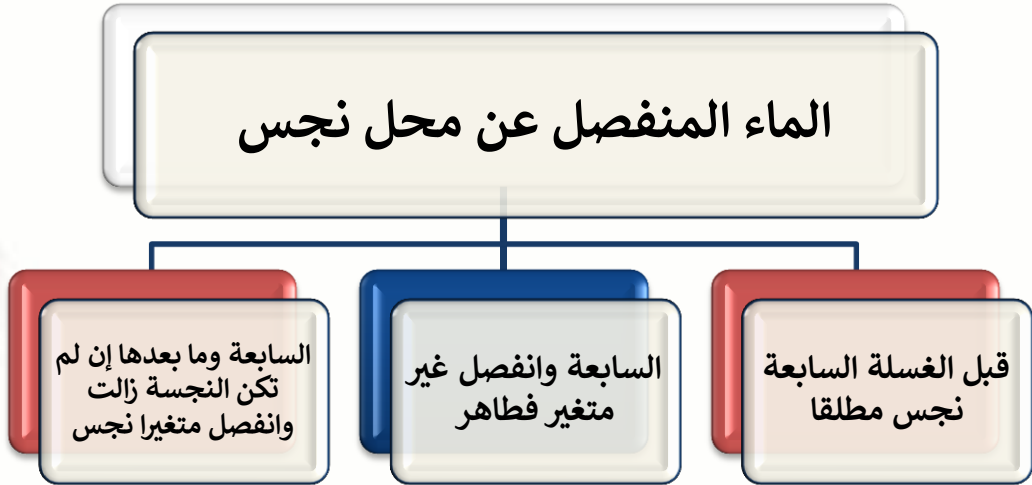 الماء المنفصل عن محل نجس
قبل الغسلة السابعة
نجس مطلقا
السابعة وانفصل غير
متغير فطاهر
السابعة وما بعدها إن لم
تكن النجسة زالت
وانفصل متغيرا نجس